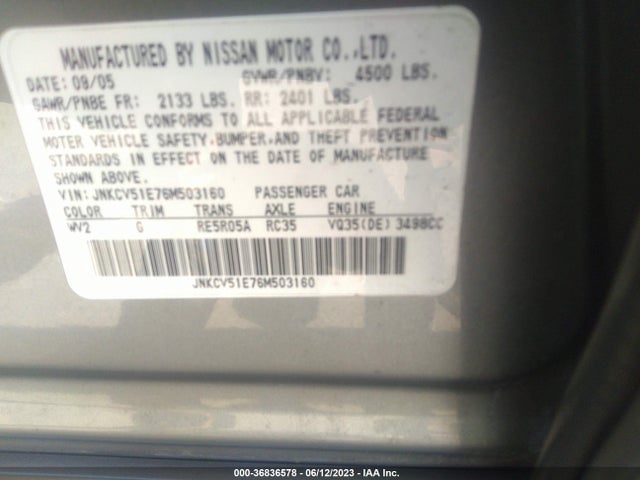 MANUFACTURED BY NISSAN MOTOR CO.,LTD.
DATE: 09/05 GVWR/PNBV: 4500 LBS.
GAWR/PNBE FR: 2133 LBS. RR: 2401 LBS.
THIS VEHICLE CONFORMS TO ALL APPLICABLE FEDERAL
MOTER VEHICLE SAFETY,BUMPER,AND THEFT PREVENTION
STANDARDS IN EFFECT ON THE DATE OF MANUFACTURE
SHOWN ABOVE.
VIN: JNKCV51E76M503160 PASSENGER CAR
COLOR TRIM TRANS AXLE ENGINE
WV2 G RE5R05A RC35 VQ35(DE) 3498CC
JNKCV51E76M503160
00-36836578 - 06/12/2023 - IAA Inc.